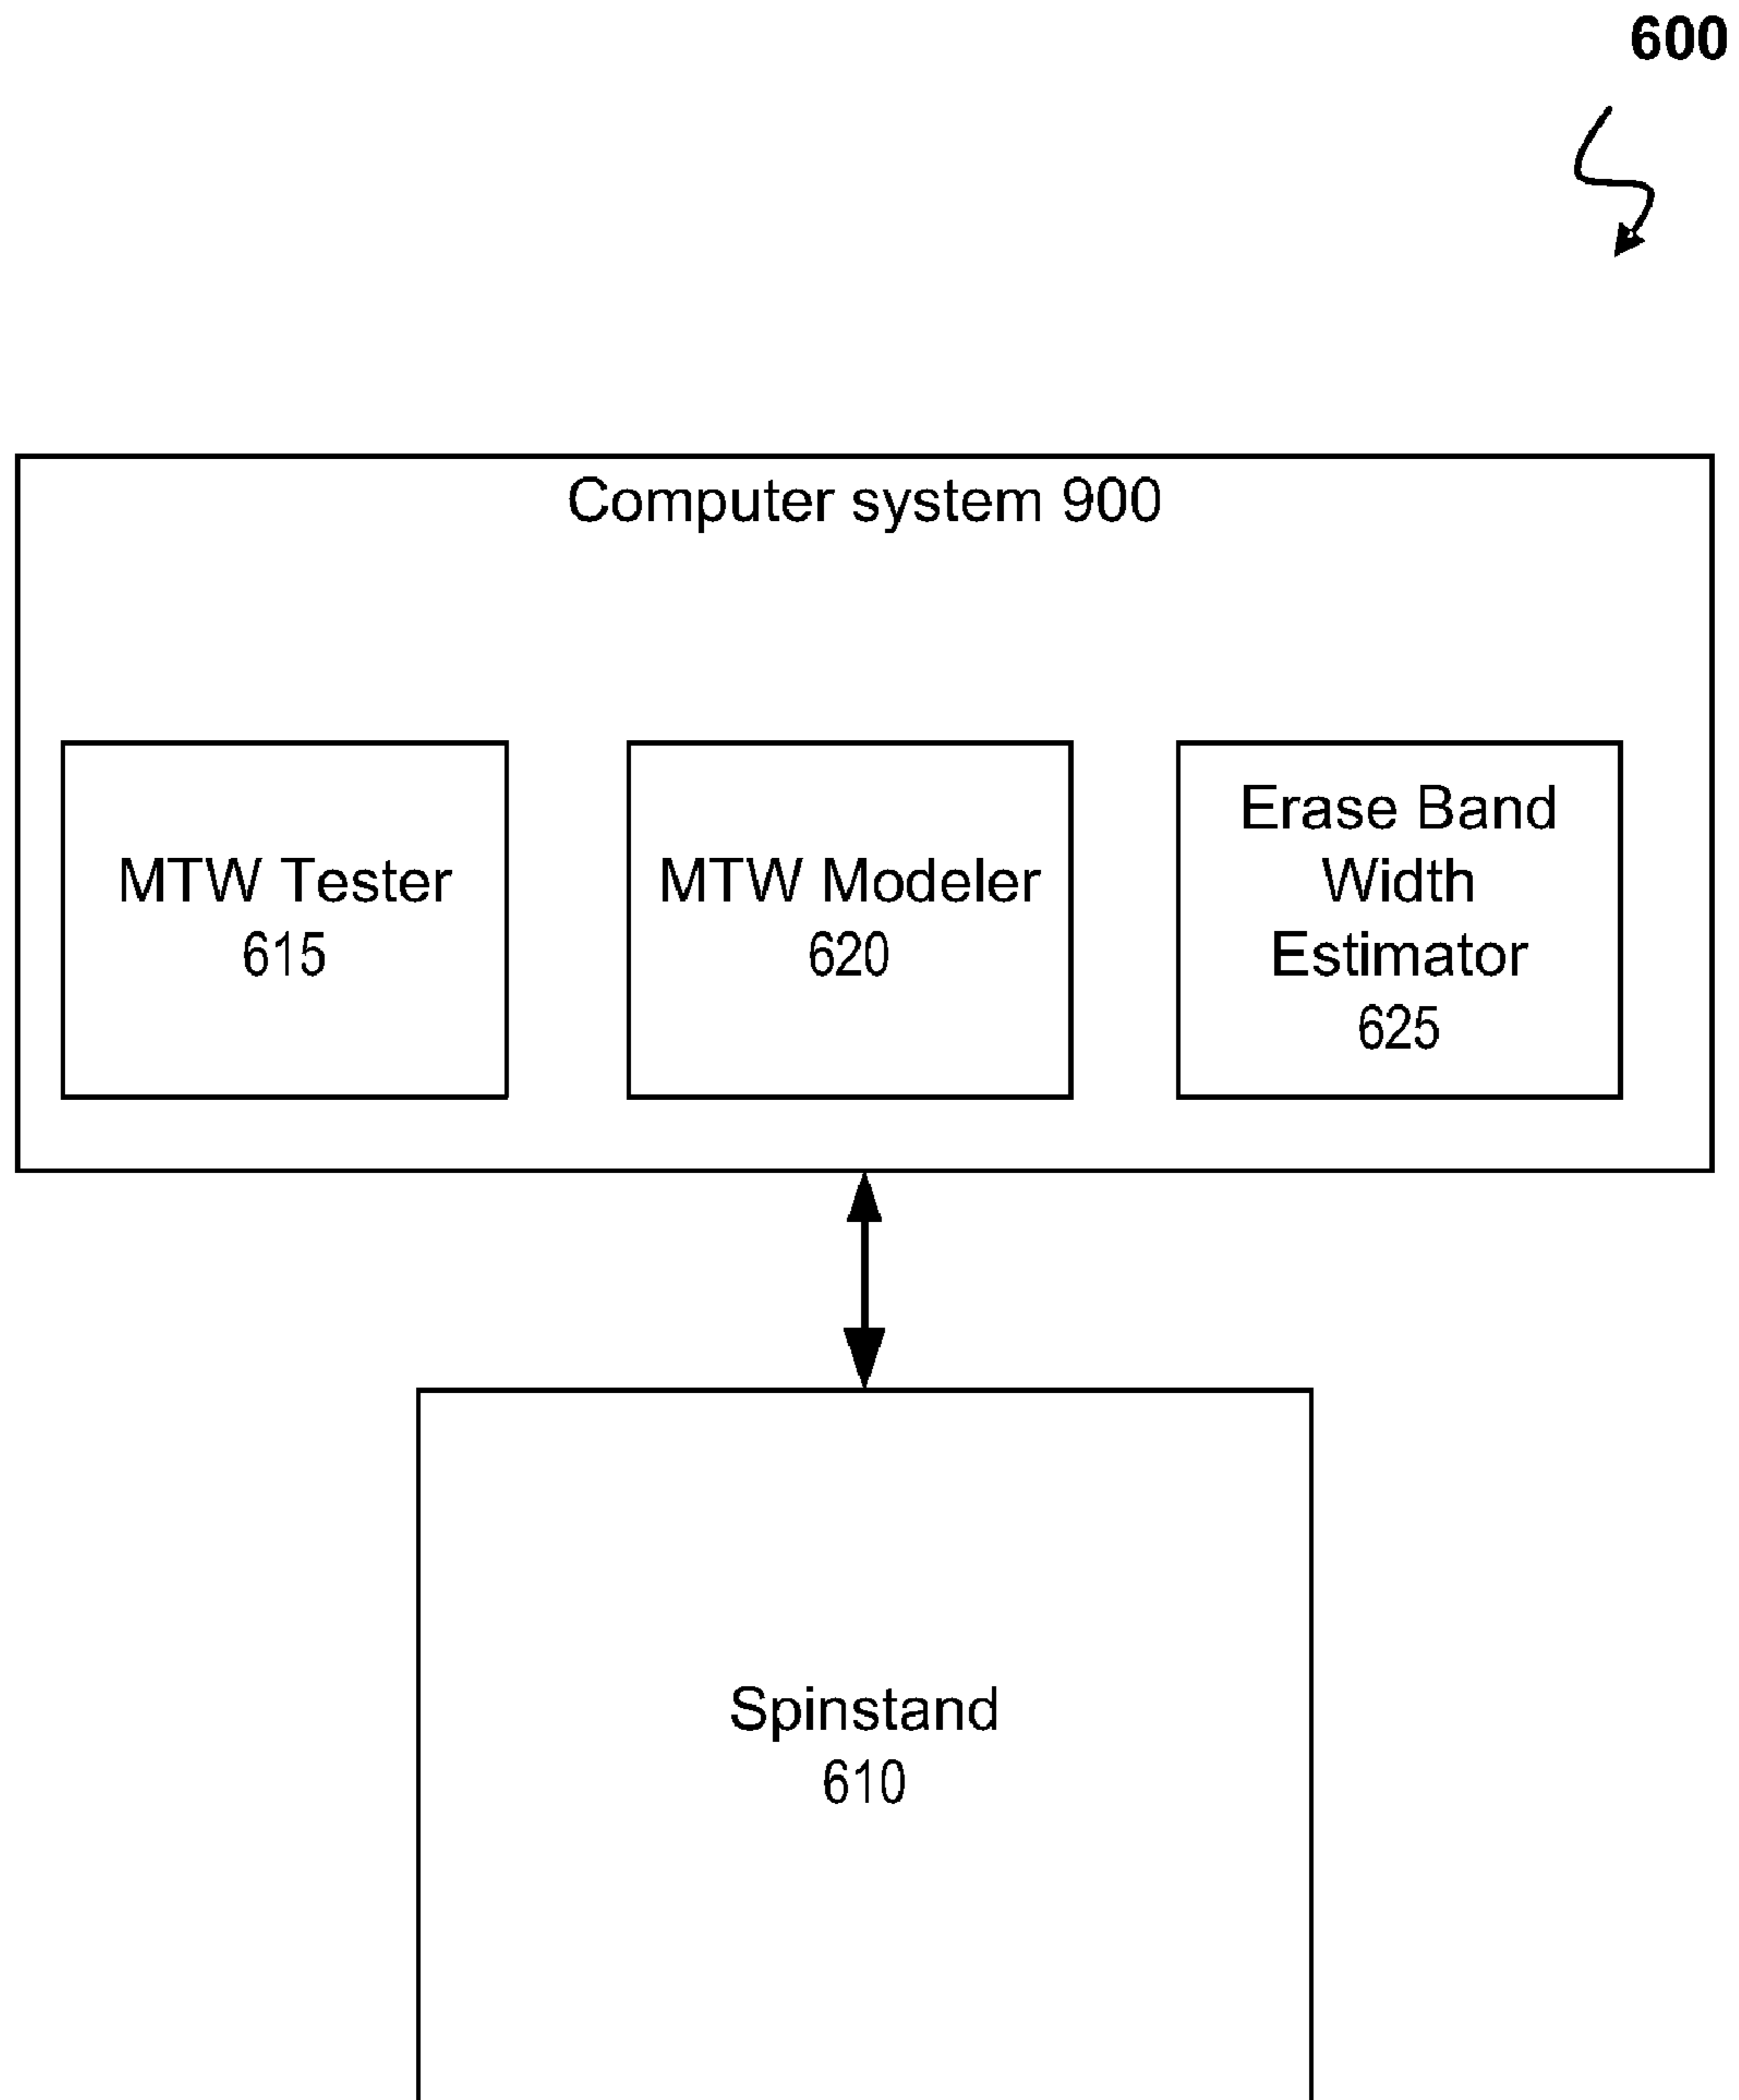 600
Computer system 900
MTW Tester
615
MTW Modeler
620
Erase Band
Width
Estimator
625
Spinstand
610